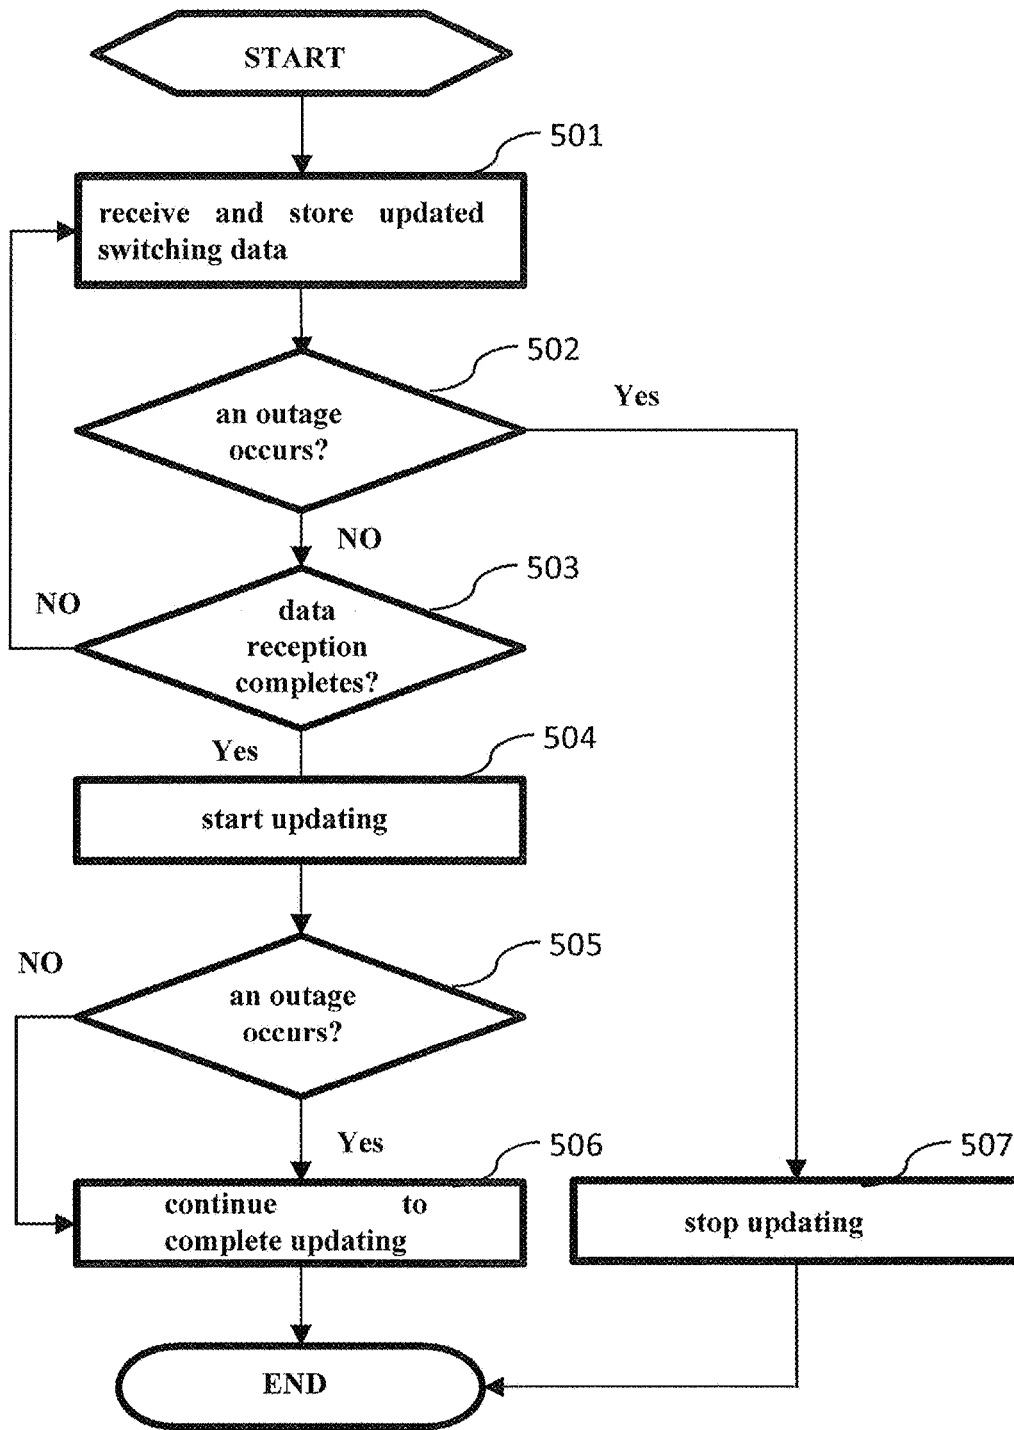 START
501
receive and store updated
switching data
502
an outage
occurs?
Yes
NO
503
NO
data
reception
completes?
Yes
504
start updating
505
NO
an outage
occurs?
Yes
506
507
continue to
complete updating
stop updating
END